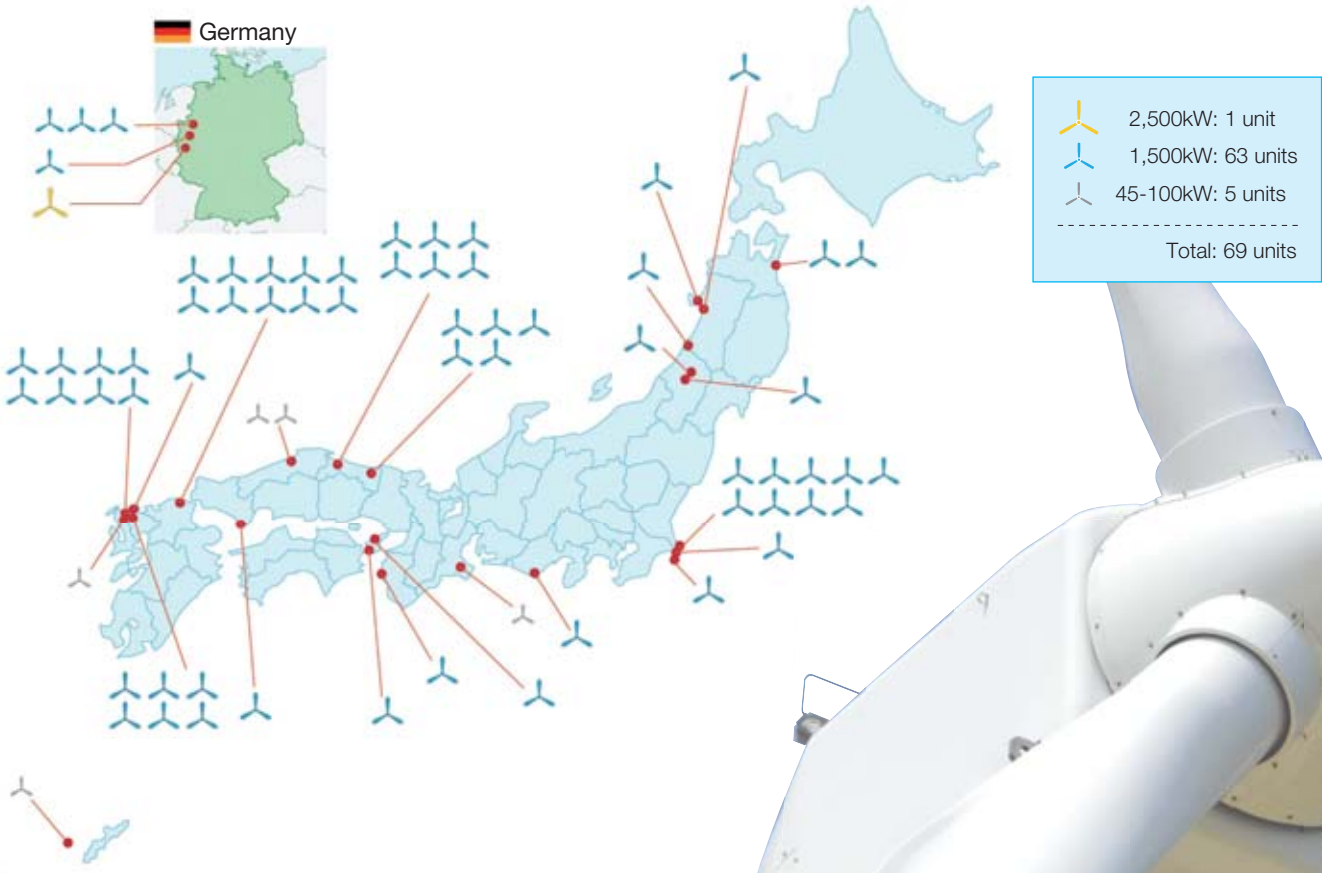 Germany
2,500kW: 1 unit
1,500kW: 63 units
45-100kW: 5 units
Total: 69 units